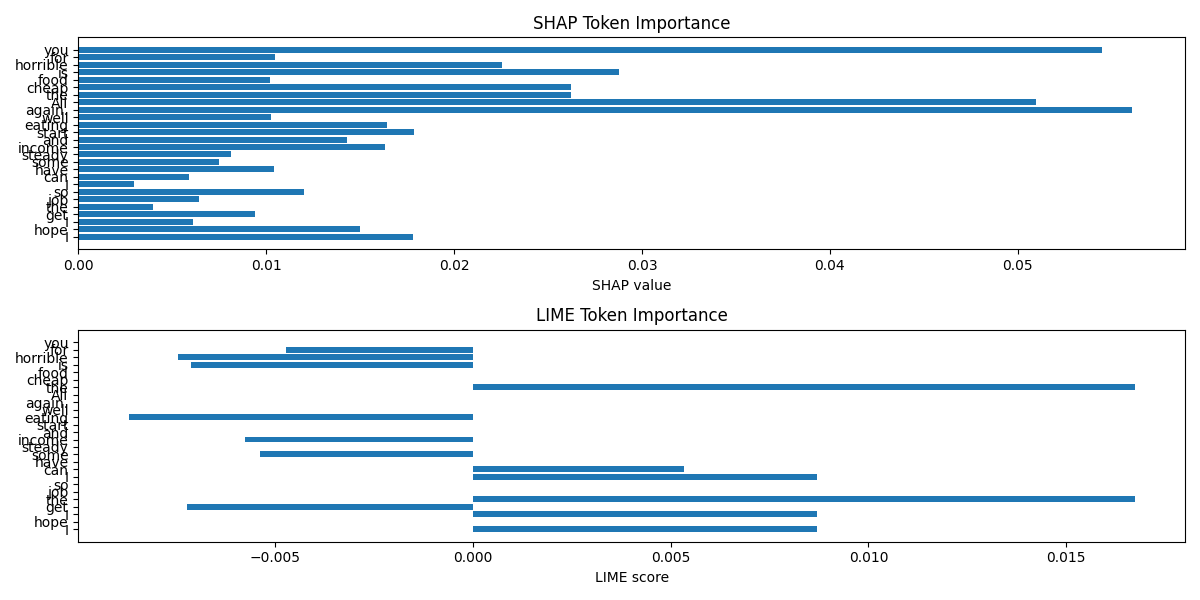 SHAP Token Importance
you
for
horrible
is
food
cheap
the
All
again.
well
eating
start
and
income
steady
some
have
can
I
so
job
the
get
I
hope
I
0.00 0.01 0.02 0.03 0.04 0.05
SHAP value
LIME Token Importance
you
for
horrible
is
food
cheap
the
All
again.
well
eating
start
and
income
steady
some
have
can
I
so
job
the
get
I
hope
I
−0.005 0.000 0.005 0.010 0.015
LIME score